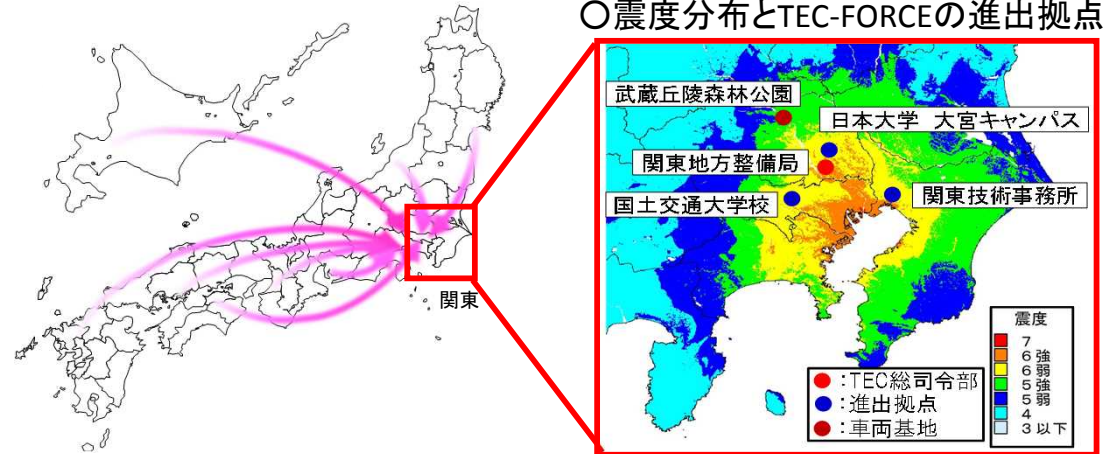 ○震度分布とTEC-FORCEの進出拠点
武蔵丘陵森林公園
日本大学 大宮キャンパス
関東地方整備局
国土交通大学校
関東技術事務所
関東
●:TEC総司令部
●:進出拠点
●:車両基地
震度
7
6強
6弱
5強
5弱
4
3以下